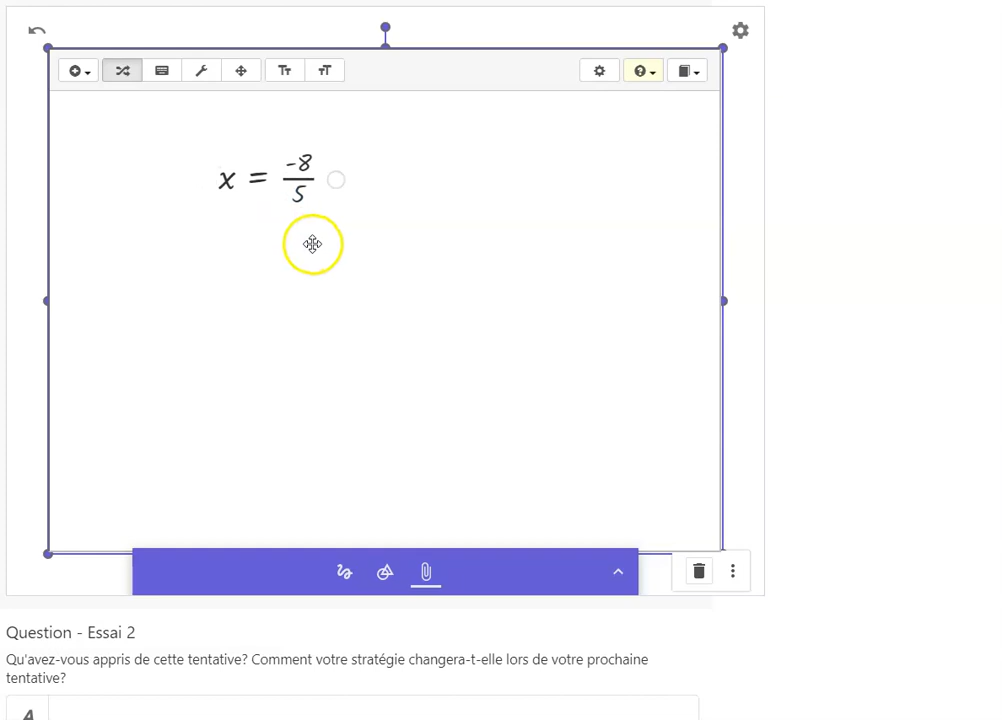 x = -8/5
Question - Essai 2
Qu'avez-vous appris de cette tentative? Comment votre stratégie changera-t-elle lors de votre prochaine
tentative?